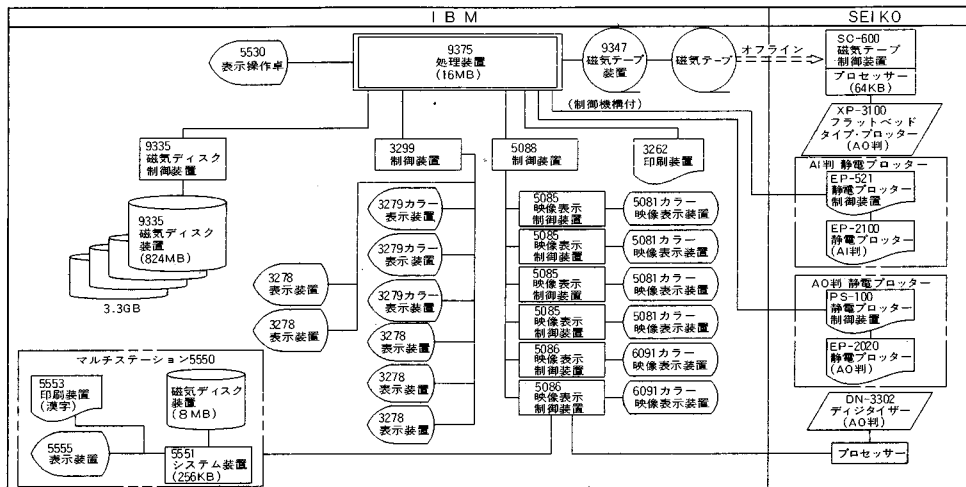 IBM
SEIKO
5530
表示操作卓
9375
処理装置
(16MB)
9347
磁気テープ
装置
磁気テープ
オフライン
SC-600
磁気テープ
制御装置
プロセッサー
(64KB)
(制御機構付)
XP-3100
フラットベッド
タイプ・プロッター
(A0判)
9335
磁気ディスク
制御装置
3299
制御装置
5088
制御装置
3262
印刷装置
A1判 静電プロッター
EP-521
静電プロッター
制御装置
EP-2100
静電プロッター
(A1判)
9335
磁気ディスク
装置
(824MB)
3.3GB
3279カラー
表示装置
3279カラー
表示装置
3278
表示装置
3279カラー
表示装置
3278
表示装置
3278
表示装置
3278
表示装置
3278
表示装置
5085
映像表示
制御装置
5081カラー
映像表示装置
5085
映像表示
制御装置
5081カラー
映像表示装置
5085
映像表示
制御装置
5081カラー
映像表示装置
5085
映像表示
制御装置
5081カラー
映像表示装置
5086
映像表示
制御装置
6091カラー
映像表示装置
5086
映像表示
制御装置
6091カラー
映像表示装置
A0判 静電プロッター
PS-100
静電プロッター
制御装置
EP-2020
静電プロッター
(A0判)
マルチステーション5550
5553
印刷装置
(漢字)
磁気ディスク
装置
(8MB)
5555
表示装置
5551
システム装置
(256KB)
DN-3302
ディジタイザー
(A0判)
プロセッサー